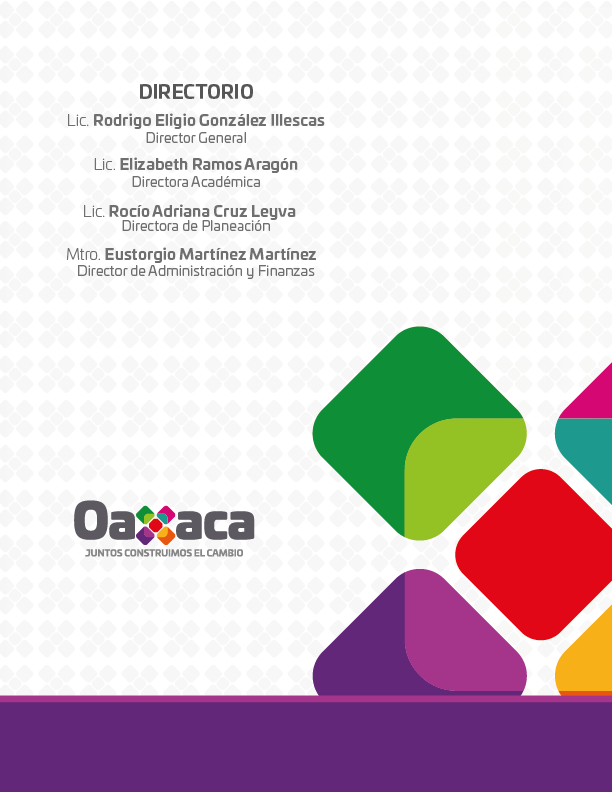 DIRECTORIO
Lic. Rodrigo Eligio González Illescas
Director General
Lic. Elizabeth Ramos Aragón
Directora Académica
Lic. Rocío Adriana Cruz Leyva
Directora de Planeación
Mtro. Eustorgio Martínez Martínez
Director de Administración y Finanzas
Oaxaca
JUNTOS CONSTRUIMOS EL CAMBIO